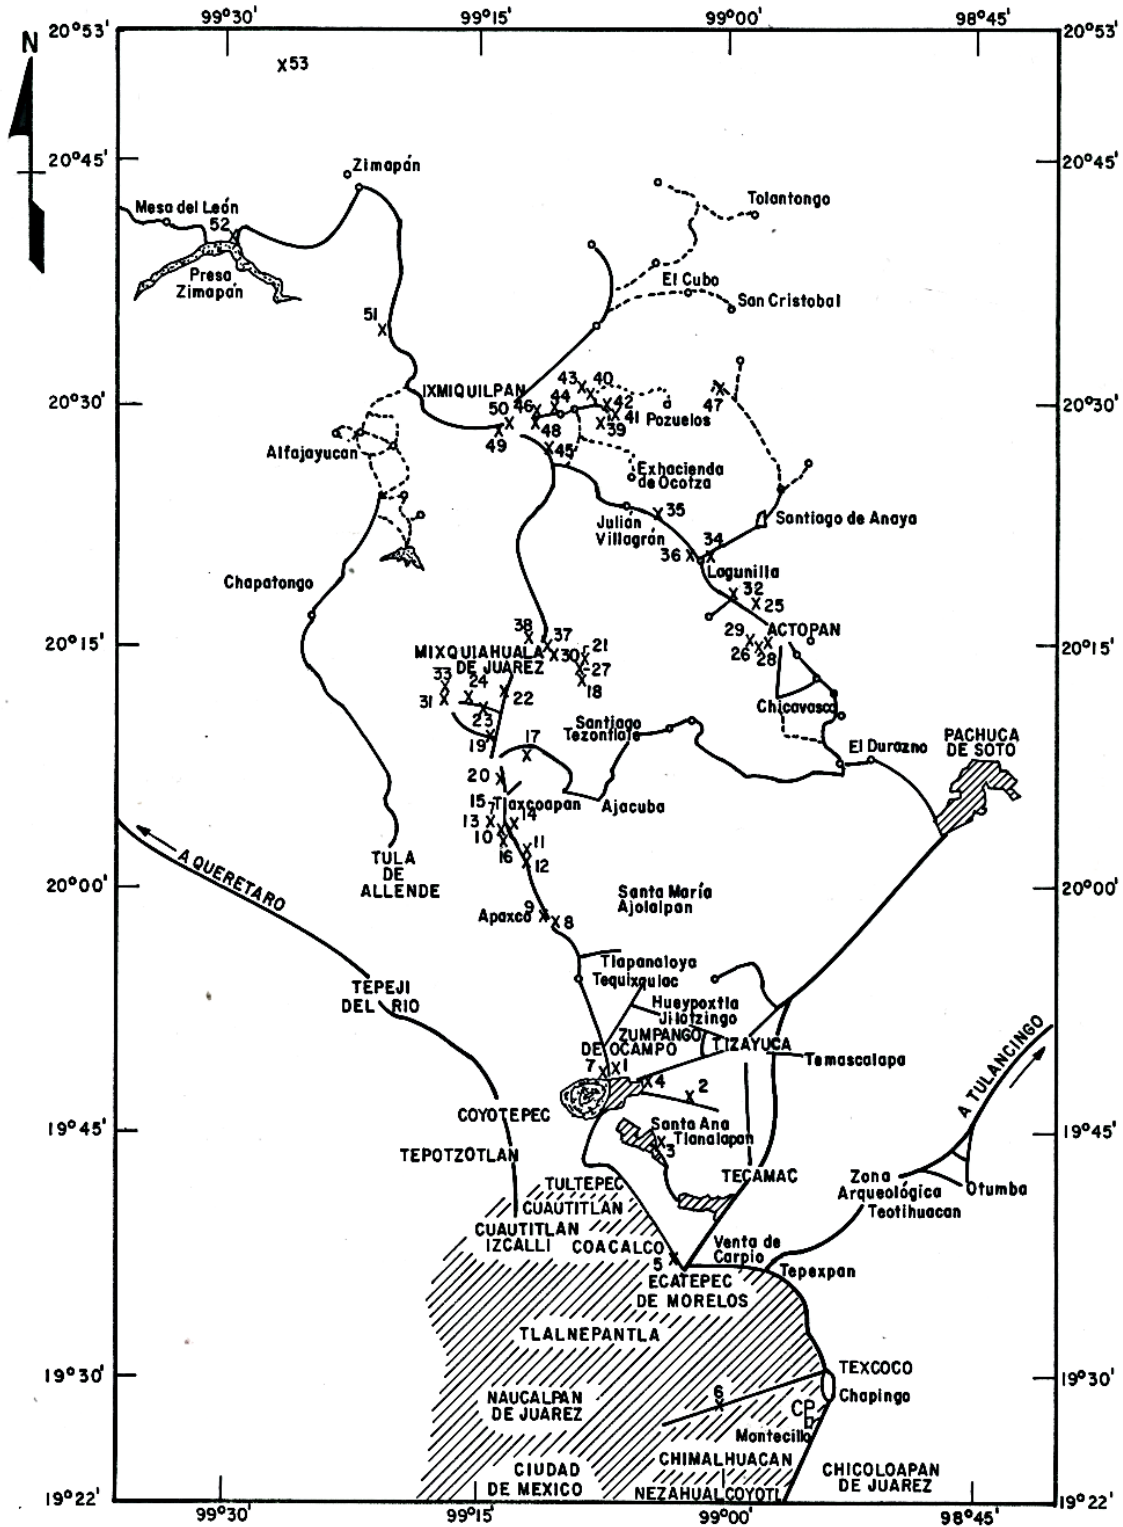 99°30'
99°15'
99°00'
98°45'
20°53'
20°53'
N
x53
20°45'
20°45'
Zimapán
Tolantongo
Mesa del León
52
Presa
Zimapán
El Cubo
San Cristobal
51
IXMIQUILPAN
43
40
47
20°30'
20°30'
50
46
44
42
41
Pozuelos
49
48
39
45
Alfajayucan
Exhacienda
de Ocotza
35
Santiago de Anaya
Julián
Villagrán
34
36
Lagunilla
Chapatongo
32
25
38
37
29
ACTOPAN
20°15'
20°15'
21
26
28
MIXQUIAHUALA
DE JUAREZ
30
27
33
24
22
18
31
Chicavasco
23
Santiago
Tezontlale
19
17
El Durazno
PACHUCA
DE SOTO
20
15
Tlaxcoapan
Ajacuba
13
14
10
16
11
12
TULA
DE
ALLENDE
A QUERETARO
20°00'
20°00'
Santa María
Ajolalpan
Apaxco
9
8
Tlapanaloya
Tequixquiac
TEPEJI
DEL RIO
Hueypoxtla
Jilotzingo
ZUMPANGO
DE OCAMPO
TIZAYUCA
Temascalapa
7
1
4
2
A TULANCINGO
COYOTEPEC
19°45'
19°45'
Santa Ana
Tlanalapan
3
TEPOTZOTLAN
TULTEPEC
TECAMAC
Zona
Arqueológica
Teotihuacan
Otumba
CUAUTITLAN
CUAUTITLAN
IZCALLI
COACALCO
5
Venta de
Carpio
Tepexpan
ECATEPEC
DE MORELOS
TLALNEPANTLA
19°30'
19°30'
TEXCOCO
NAUCALPAN
DE JUAREZ
6
Chapingo
CP
Montecillo
CHIMALHUACAN
CIUDAD
DE MEXICO
CHICOLOAPAN
DE JUAREZ
NEZAHUALCOYOTL
19°22'
19°22'
99°30'
99°15'
99°00'
98°45'